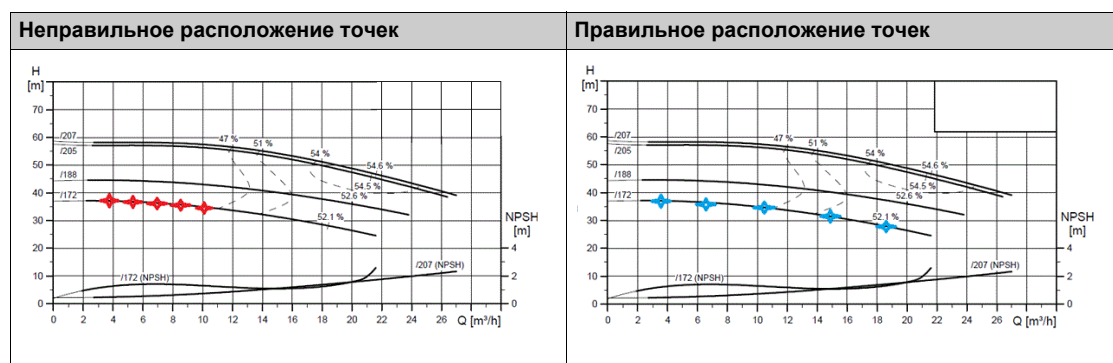 Неправильное расположение точек
Правильное расположение точек
H
[m]
70
60
50
40
30
20
10
0
/207
/205
/188
/172
47 %
51 %
54 %
54.6 %
54.5 %
52.6 %
52.1 %
NPSH
[m]
4
2
0
/172 (NPSH)
/207 (NPSH)
0 2 4 6 8 10 12 14 16 18 20 22 24 26
Q [m³/h]
H
[m]
70
60
50
40
30
20
10
0
/207
/205
/188
/172
47 %
51 %
54 %
54.6 %
54.5 %
52.6 %
52.1 %
NPSH
[m]
4
2
0
/172 (NPSH)
/207 (NPSH)
0 2 4 6 8 10 12 14 16 18 20 22 24 26
Q [m³/h]